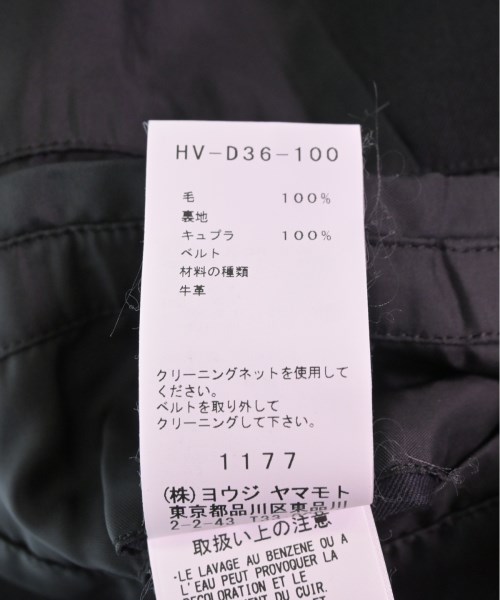 HV-D36-100
毛 100%
裏地
キュプラ 100%
ベルト
材料の種類
牛革
クリーニングネットを使用して
ください。
ベルトを取り外して
クリーニングして下さい。
1177
(株)ヨウジ ヤマモト
東京都品川区東品川
2-2-43
取扱い上の注意
-LE LAVAGE AU BENZENE OU A
L'EAU PEUT PROVOQUER LA
DECOLORATION ET LE
DU CUIR.